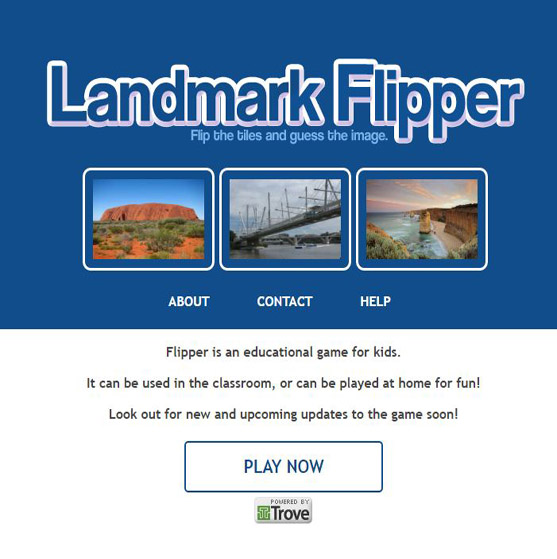 Landmark Flipper
Flip the tiles and guess the image.
ABOUT CONTACT HELP
Flipper is an educational game for kids.
It can be used in the classroom, or can be played at home for fun!
Look out for new and upcoming updates to the game soon!
PLAY NOW
POWERED BY
Trove